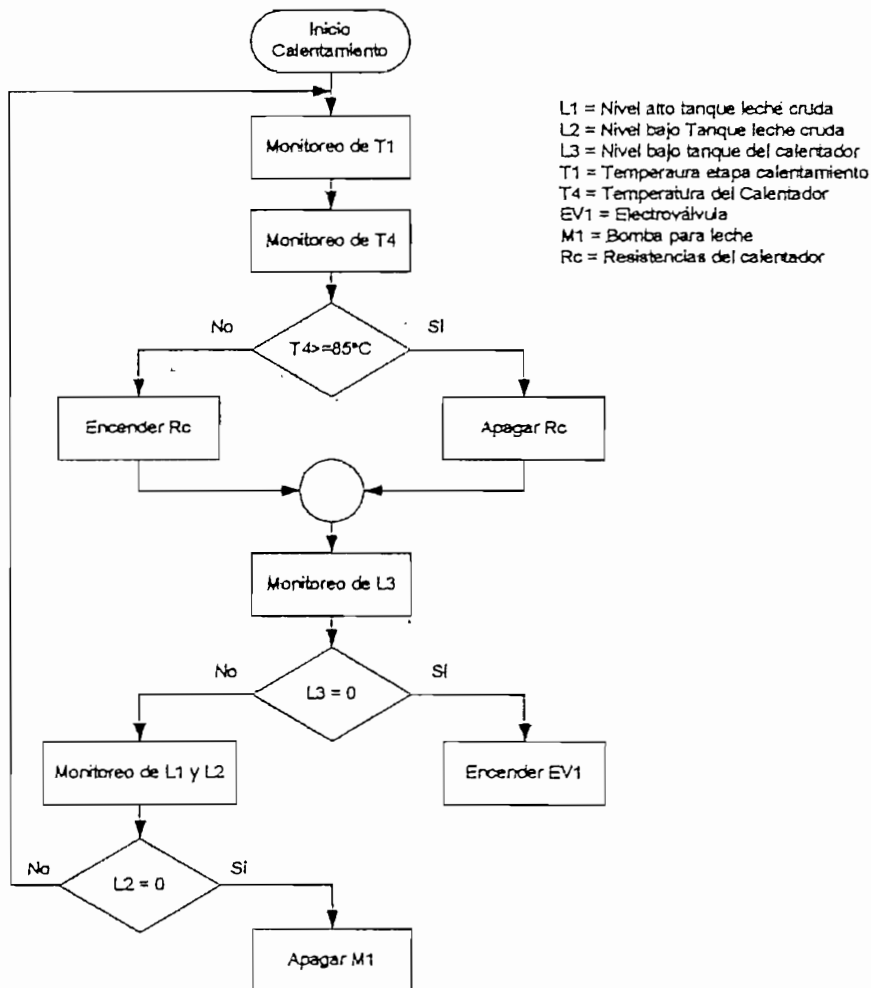 Inicio
Calentamiento
L1 = Nivel alto tanque leche cruda
L2 = Nivel bajo Tanque leche cruda
L3 = Nivel bajo tanque del calentador
T1 = Temperaura etapa calentamiento
T4 = Temperatura del Calentador
EV1 = Electroválvula
M1 = Bomba para leche
Rc = Resistencias del calentador
Monitoreo de T1
Monitoreo de T4
No
Si
T4>=85°C
Encender Rc
Apagar Rc
Monitoreo de L3
No
Si
L3 = 0
Monitoreo de L1 y L2
Encender EV1
No
Si
L2 = 0
Apagar M1